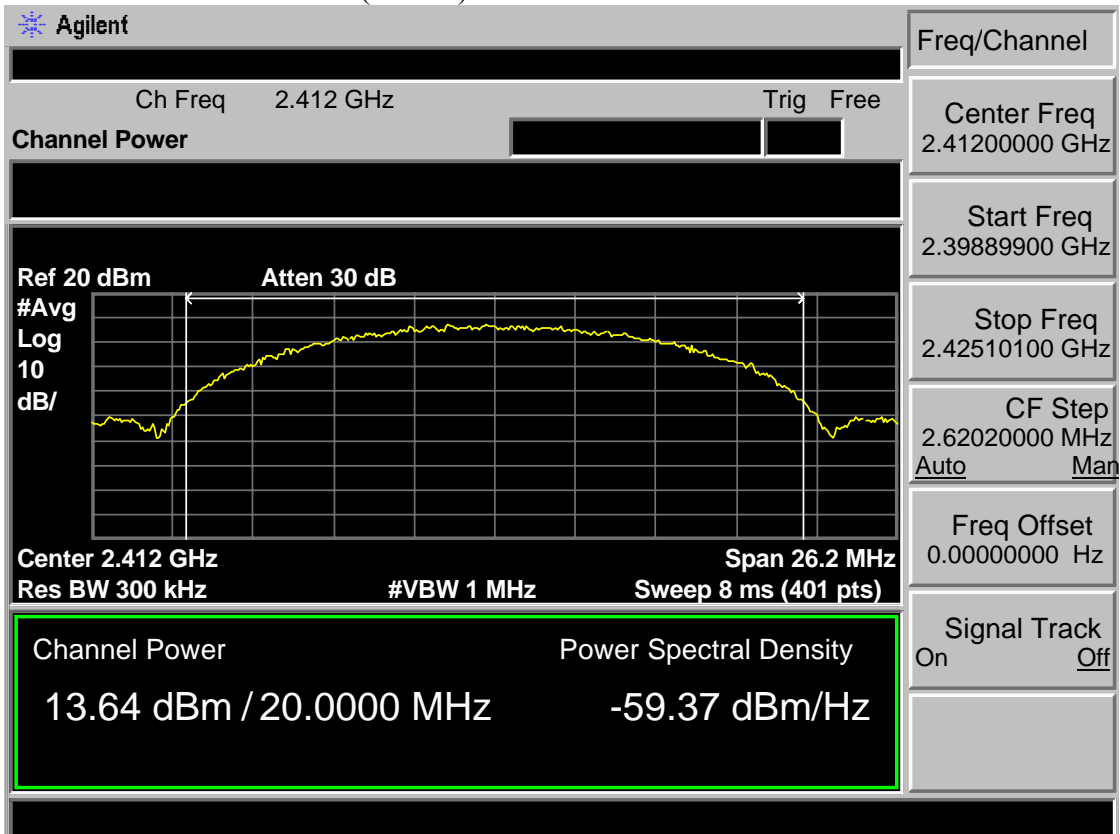 Agilent
Freq/Channel
Ch Freq 2.412 GHz Trig Free
Channel Power
Center Freq
2.41200000 GHz
Start Freq
2.39889900 GHz
Stop Freq
2.42510100 GHz
CF Step
2.62020000 MHz
Auto Man
Freq Offset
0.00000000 Hz
Signal Track
On Off
Ref 20 dBm Atten 30 dB
#Avg
Log
10
dB/
Center 2.412 GHz Span 26.2 MHz
Res BW 300 kHz #VBW 1 MHz Sweep 8 ms (401 pts)
Channel Power Power Spectral Density
13.64 dBm / 20.0000 MHz -59.37 dBm/Hz